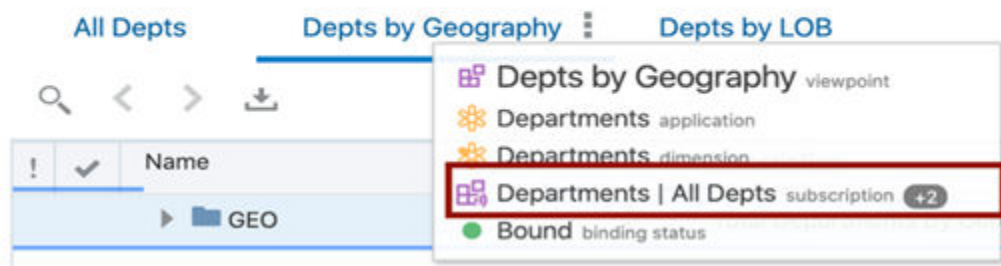 All Depts Depts by Geography Depts by LOB
Depts by Geography viewpoint
Departments application
Departments dimension
! Name
Departments | All Depts subscription +2
GEO
Bound binding status